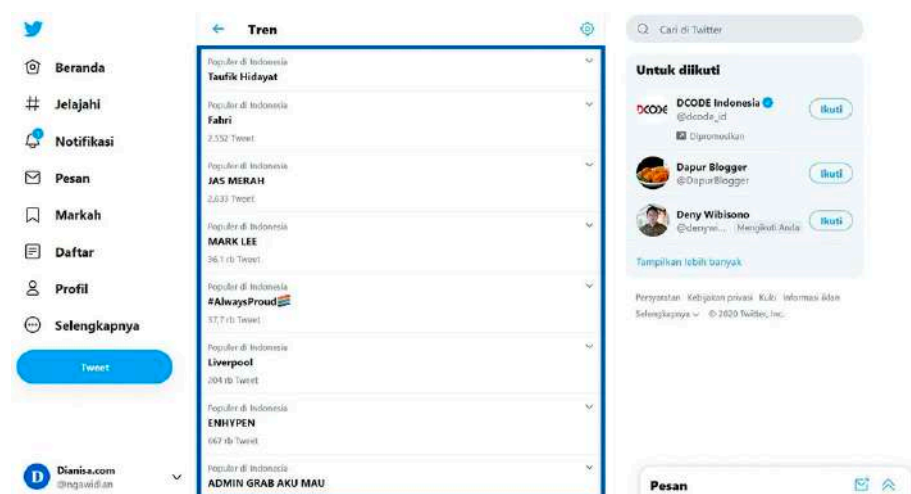 Beranda
Jelajahi
Notifikasi
Pesan
Markah
Daftar
Profil
Selengkapnya
Tweet
D
Dianisa.com
@ngawidian
Tren
Populer di Indonesia
Taufik Hidayat
Populer di Indonesia
Fahri
2.552 Tweet
Populer di Indonesia
JAS MERAH
2.633 Tweet
Populer di Indonesia
MARK LEE
36,1 rb Tweet
Populer di Indonesia
#AlwaysProud
57,7 rb Tweet
Populer di Indonesia
Liverpool
204 rb Tweet
Populer di Indonesia
ENHYPEN
667 rb Tweet
Populer di Indonesia
ADMIN GRAB AKU MAU
Cari di Twitter
Untuk diikuti
DCODE
DCODE Indonesia
@dcode_id
Ikuti
Dipromosikan
Dapur Blogger
@DapurBlogger
Ikuti
Deny Wibisono
@denyw... Mengikuti Anda
Ikuti
Tampilkan lebih banyak
Persyaratan Kebijakan privasi Kuki Informasi iklan
Selengkapnya © 2020 Twitter, Inc.
Pesan